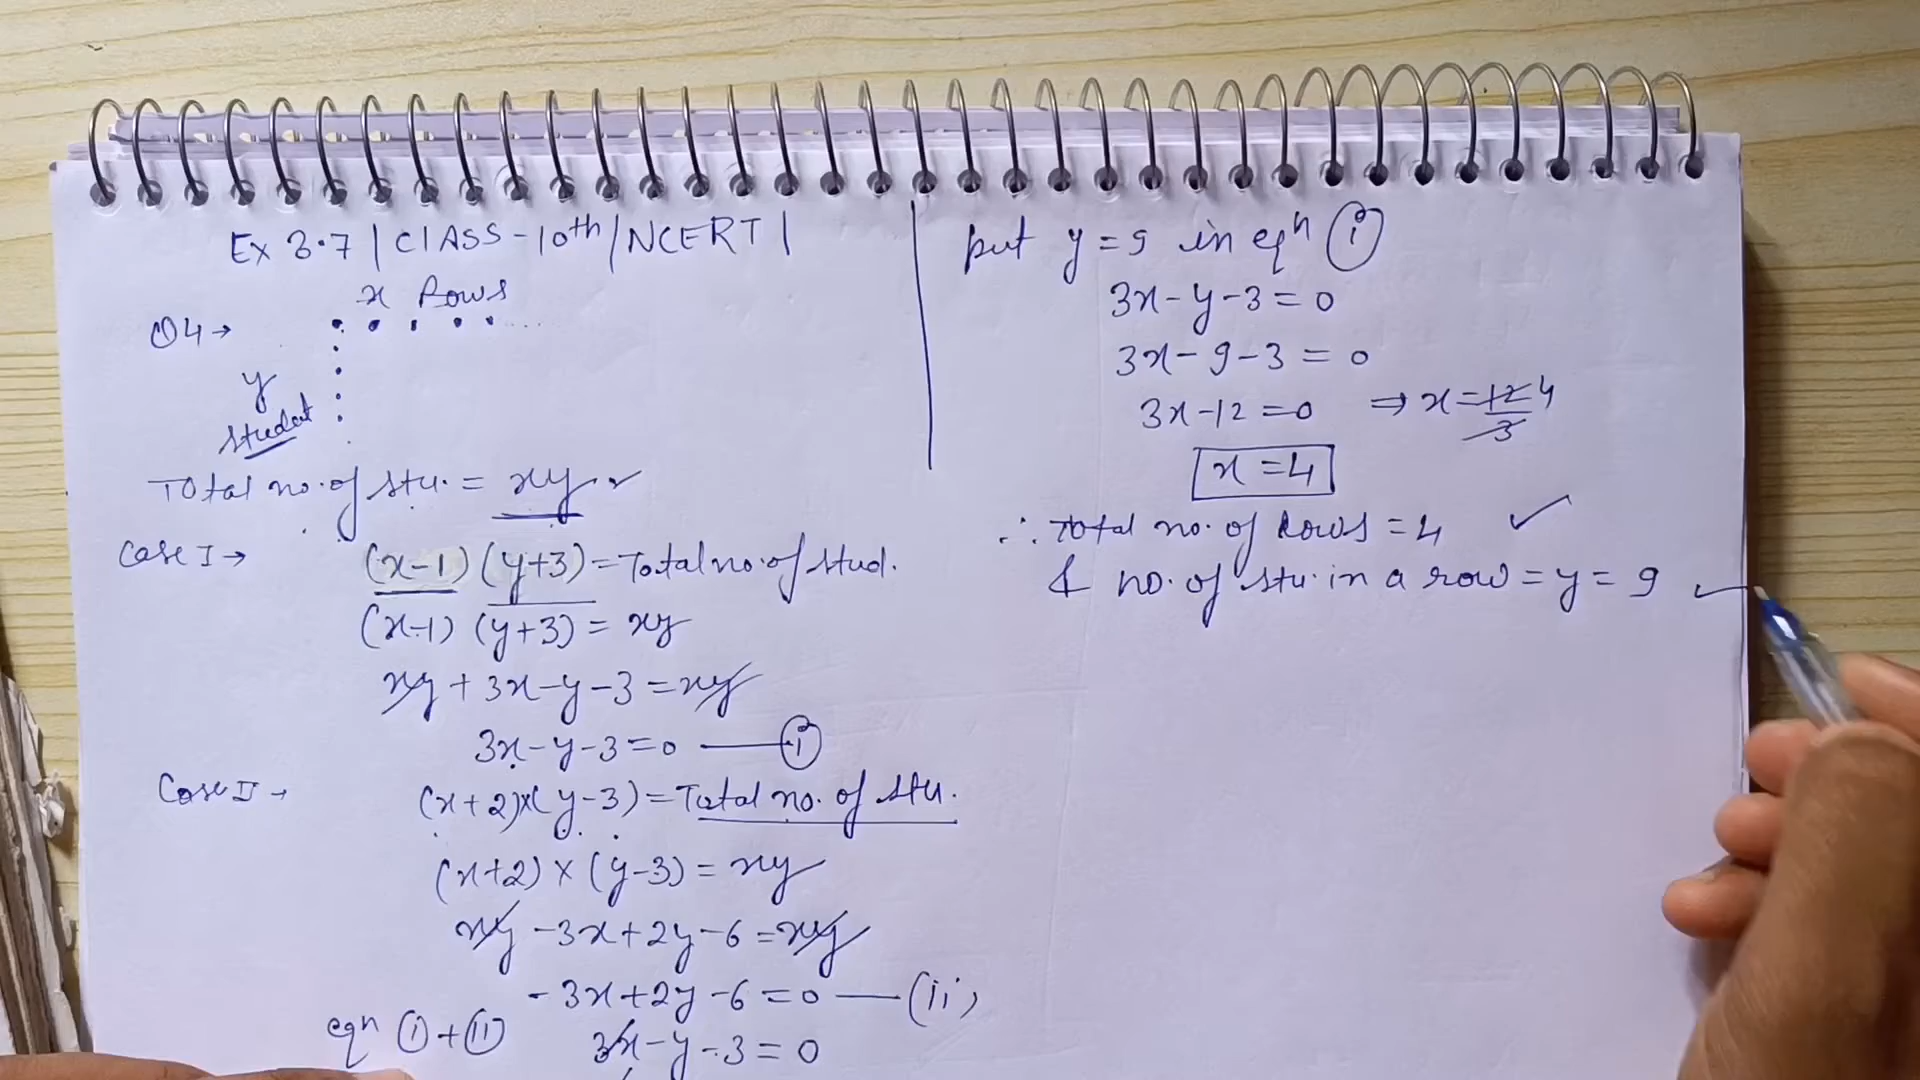 Ex 3.7 | CLASS-10th | NCERT |
x Rows
Q4→
y
student
Total no. of stu. = xy.
Case I → (x-1) (y+3) = Total no. of stud.
(x-1) (y+3) = xy
xy + 3x - y - 3 = xy
3x - y - 3 = 0 — (i)
Case II → (x+2)×(y-3) = Total no. of stu.
(x+2) × (y-3) = xy
xy - 3x + 2y - 6 = xy
-3x + 2y - 6 = 0 — (ii)
eqn (i) + (ii)
3x - y - 3 = 0
put y = 9 in eqn (i)
3x - y - 3 = 0
3x - 9 - 3 = 0
3x - 12 = 0 ⇒ x = 12/3 4
x = 4
∴ Total no. of Rows = 4 ✓
& no. of stu. in a row = y = 9